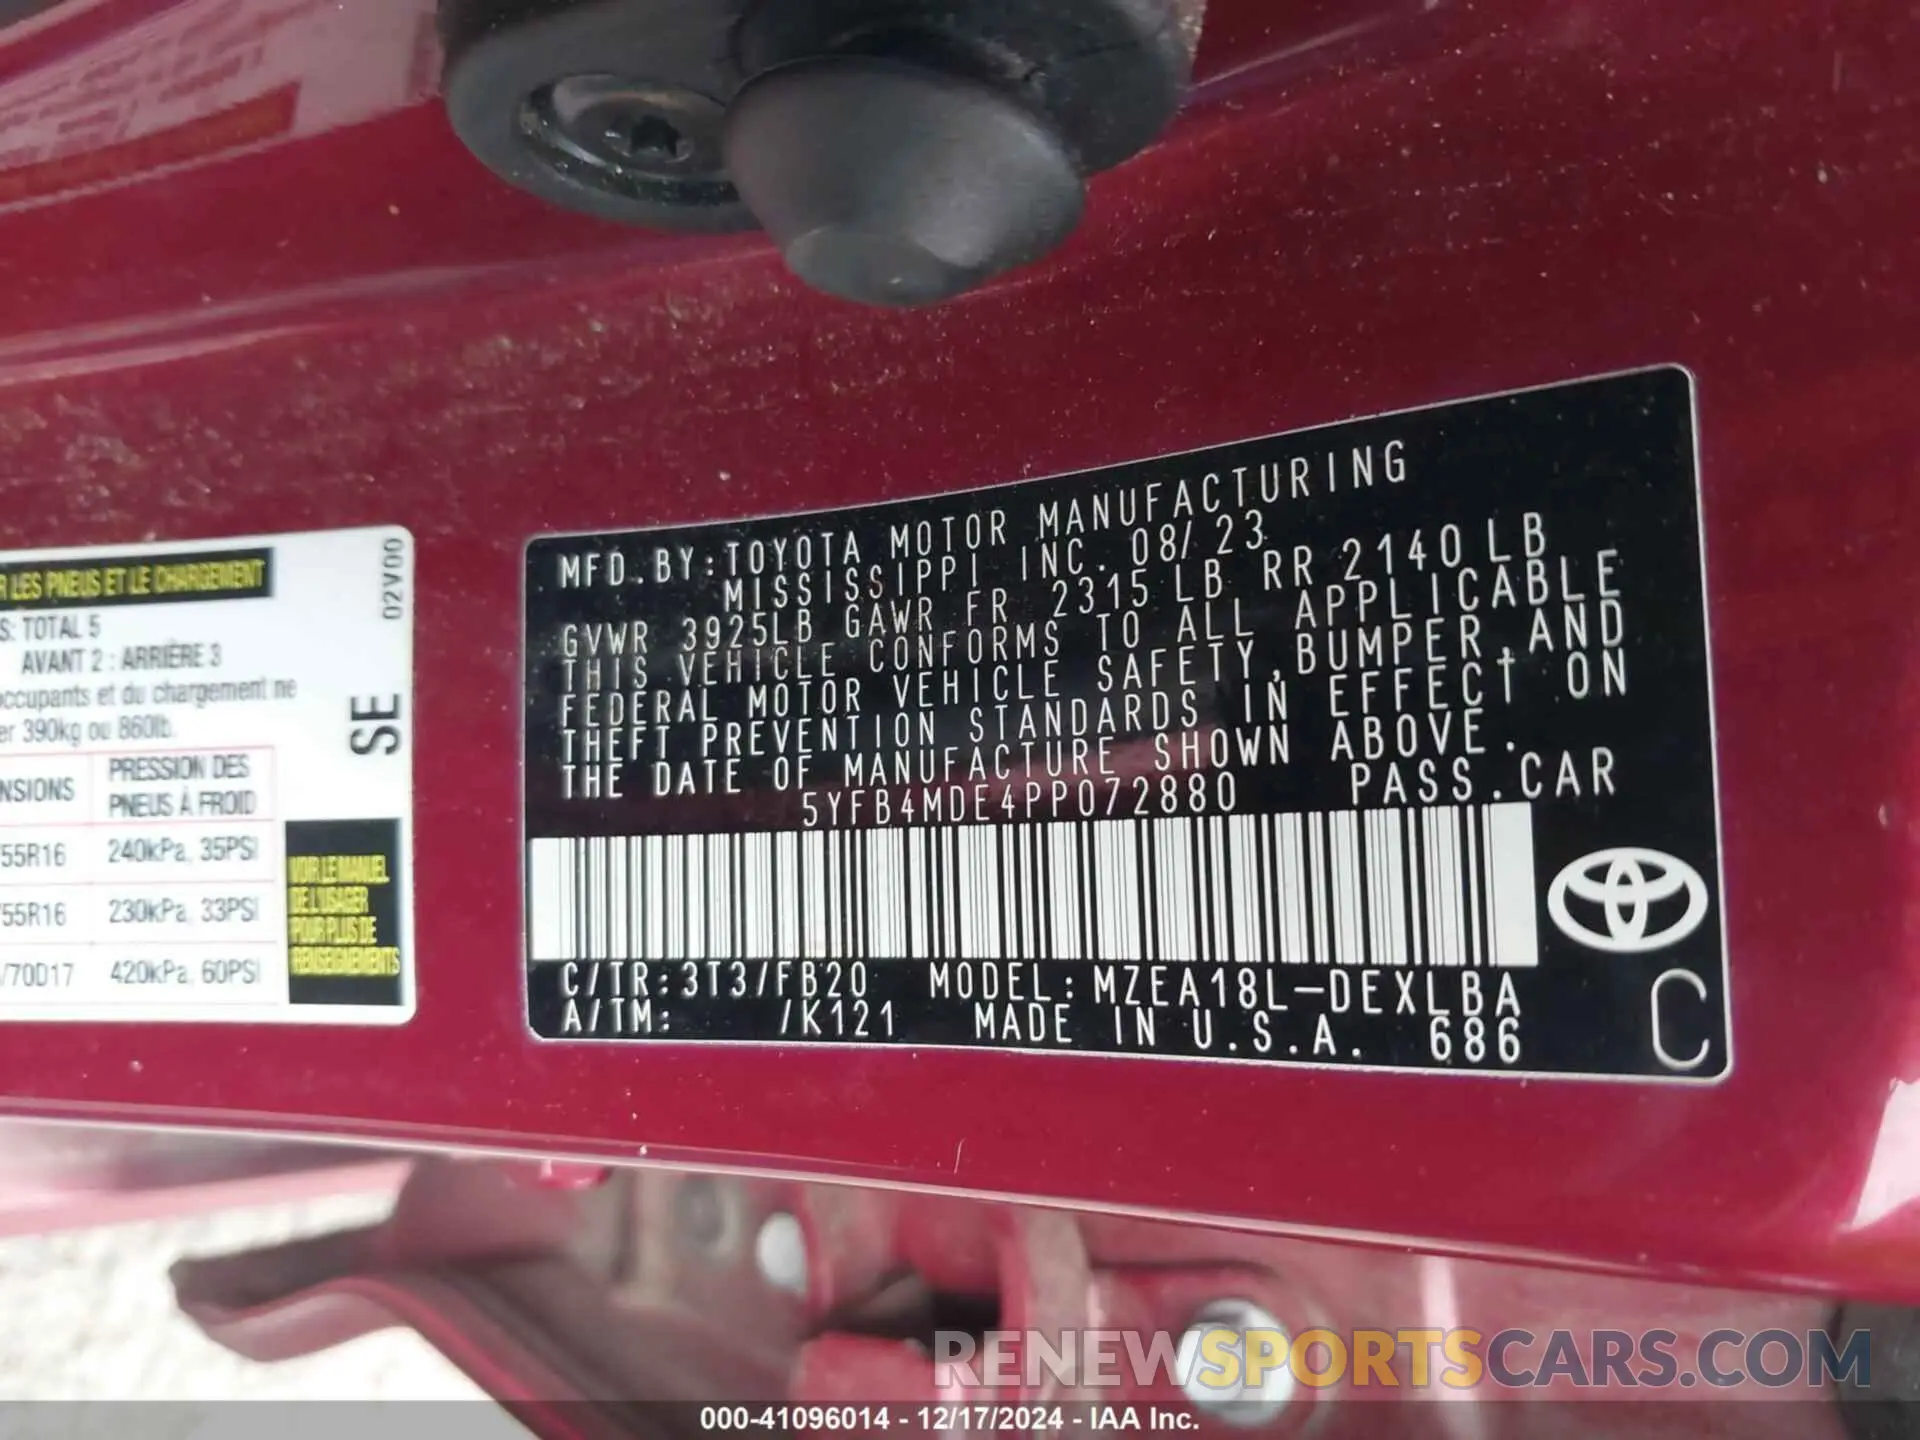 R LES PNEUS ET LE CHARGEMENT
02V00
S: TOTAL 5
AVANT 2 : ARRIÈRE 3
occupants et du chargement ne
er 390kg ou 860lb.
SE
NSIONS
PRESSION DES
PNEUS À FROID
55R16
240kPa, 35PSI
55R16
230kPa, 33PSI
/70D17
420kPa, 60PSI
VOIR LE MANUEL
DE L'USAGER
POUR PLUS DE
RENSEIGNEMENTS
MFD.BY:TOYOTA MOTOR MANUFACTURING
MISSISSIPPI INC. 08/23
GVWR 3925LB GAWR FR 2315LB RR 2140LB
THIS VEHICLE CONFORMS TO ALL APPLICABLE
FEDERAL MOTOR VEHICLE SAFETY,BUMPER,AND
THEFT PREVENTION STANDARDS IN EFFECT ON
THE DATE OF MANUFACTURE SHOWN ABOVE.
5YFB4MDE4PP072880 PASS.CAR
C/TR:3T3/FB20 MODEL:MZEA18L-DEXLBA
A/TM: /K121 MADE IN U.S.A. 686
C
RENEWSPORTSCARS.COM
000-41096014 - 12/17/2024 - IAA Inc.